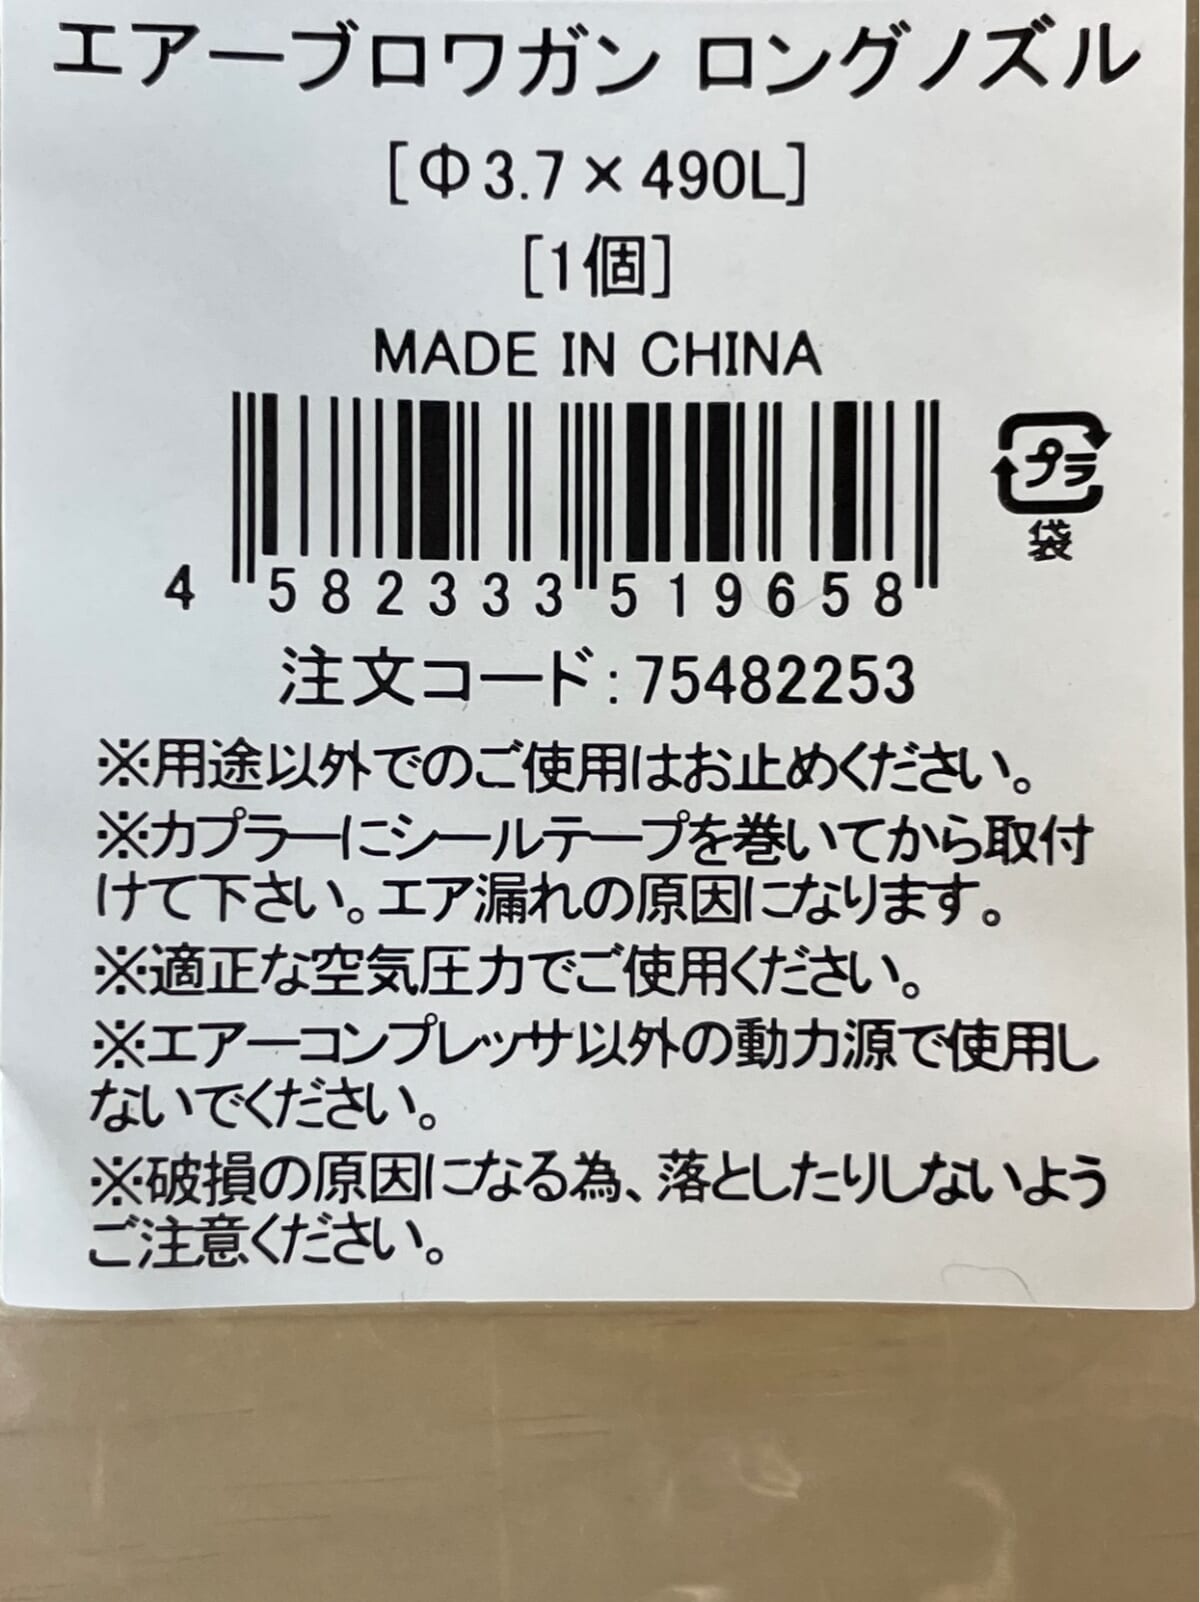 エアーブロワガン ロングノズル
[Φ3.7×490L]
[1個]
MADE IN CHINA
プラ
袋
4 582333 519658
注文コード:75482253
※用途以外でのご使用はお止めください。
※カプラーにシールテープを巻いてから取付
けて下さい。エア漏れの原因になります。
※適正な空気圧力でご使用ください。
※エアーコンプレッサ以外の動力源で使用し
ないでください。
※破損の原因になる為、落としたりしないよう
ご注意ください。